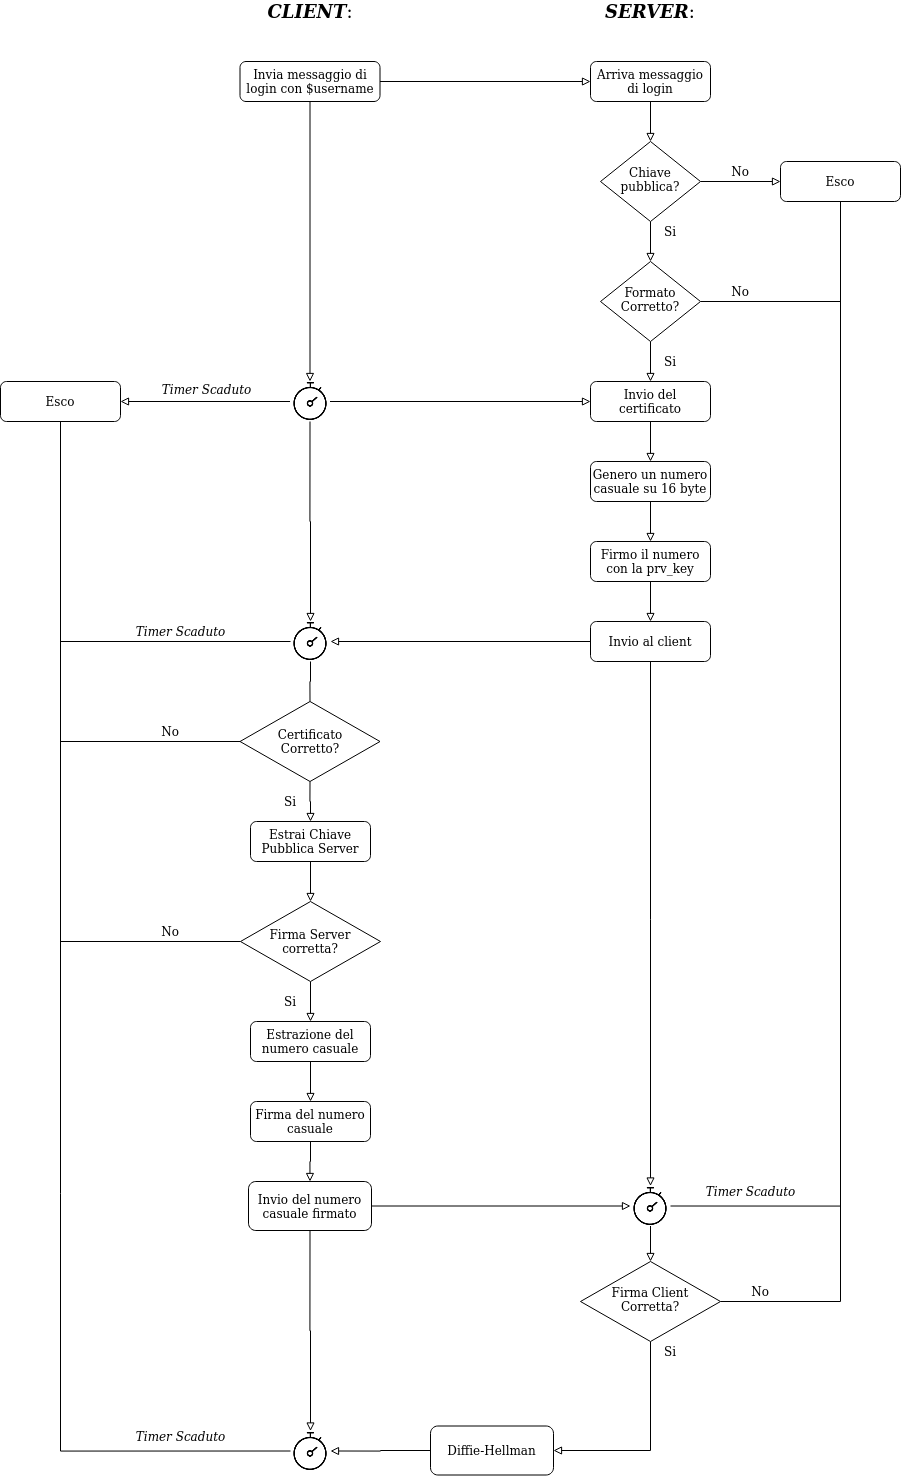 CLIENT:
SERVER:
Invia messaggio di
login con $username
Arriva messaggio
di login
Chiave
pubblica?
No
Esco
Si
Formato
Corretto?
No
Si
Esco
Timer Scaduto
Invio del
certificato
Genero un numero
casuale su 16 byte
Firmo il numero
con la prv_key
Timer Scaduto
Invio al client
No
Certificato
Corretto?
Si
Estrai Chiave
Pubblica Server
No
Firma Server
corretta?
Si
Estrazione del
numero casuale
Firma del numero
casuale
Invio del numero
casuale firmato
Timer Scaduto
Firma Client
Corretta?
No
Si
Timer Scaduto
Diffie-Hellman